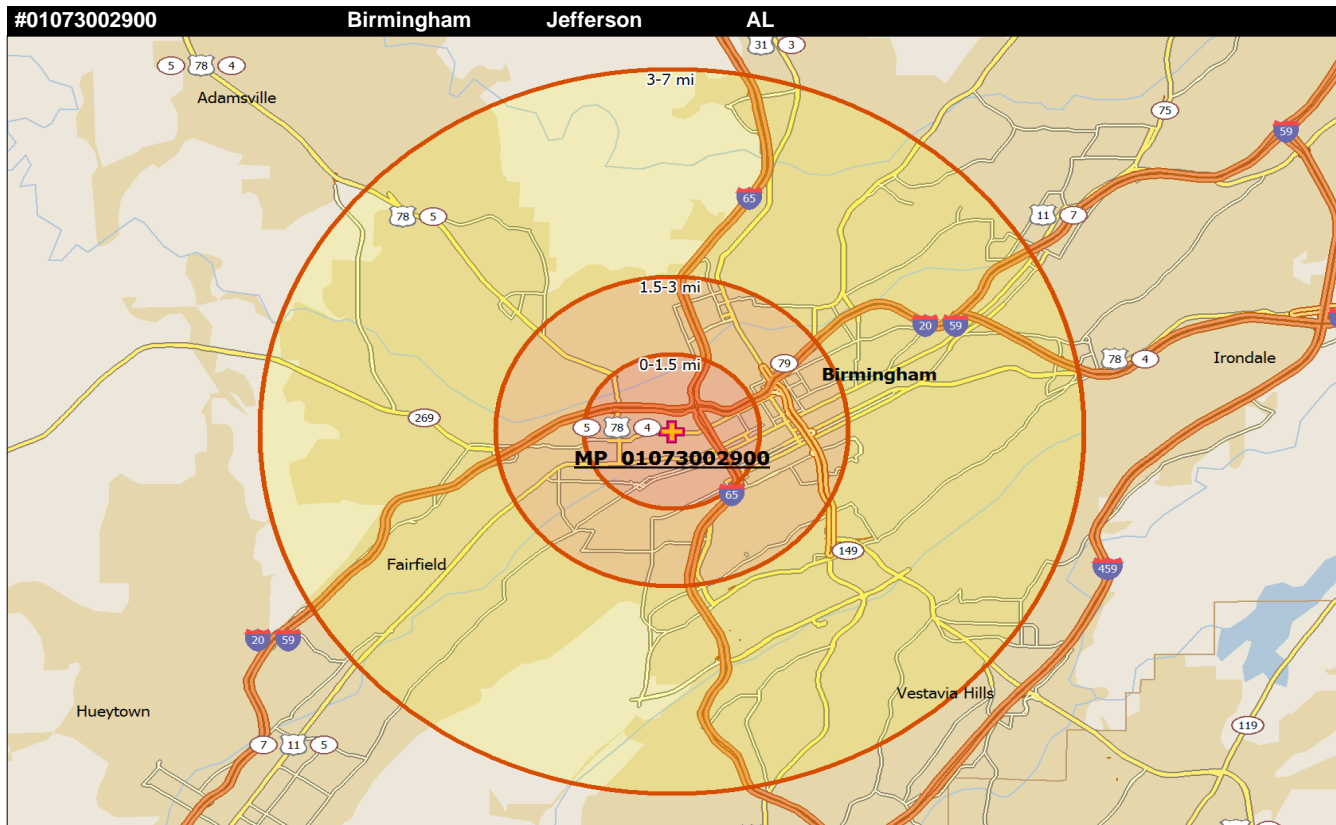 #01073002900 Birmingham Jefferson AL
31 3
5 78 4
3-7 mi
Adamsville
75
59
65
78 5
11 7
1.5-3 mi
20 59
0-1.5 mi
79
78 4
Irondale
Birmingham
269
5 78 4
MP 01073002900
65
149
Fairfield
459
20 59
Vestavia Hills
Hueytown
119
7 11 5